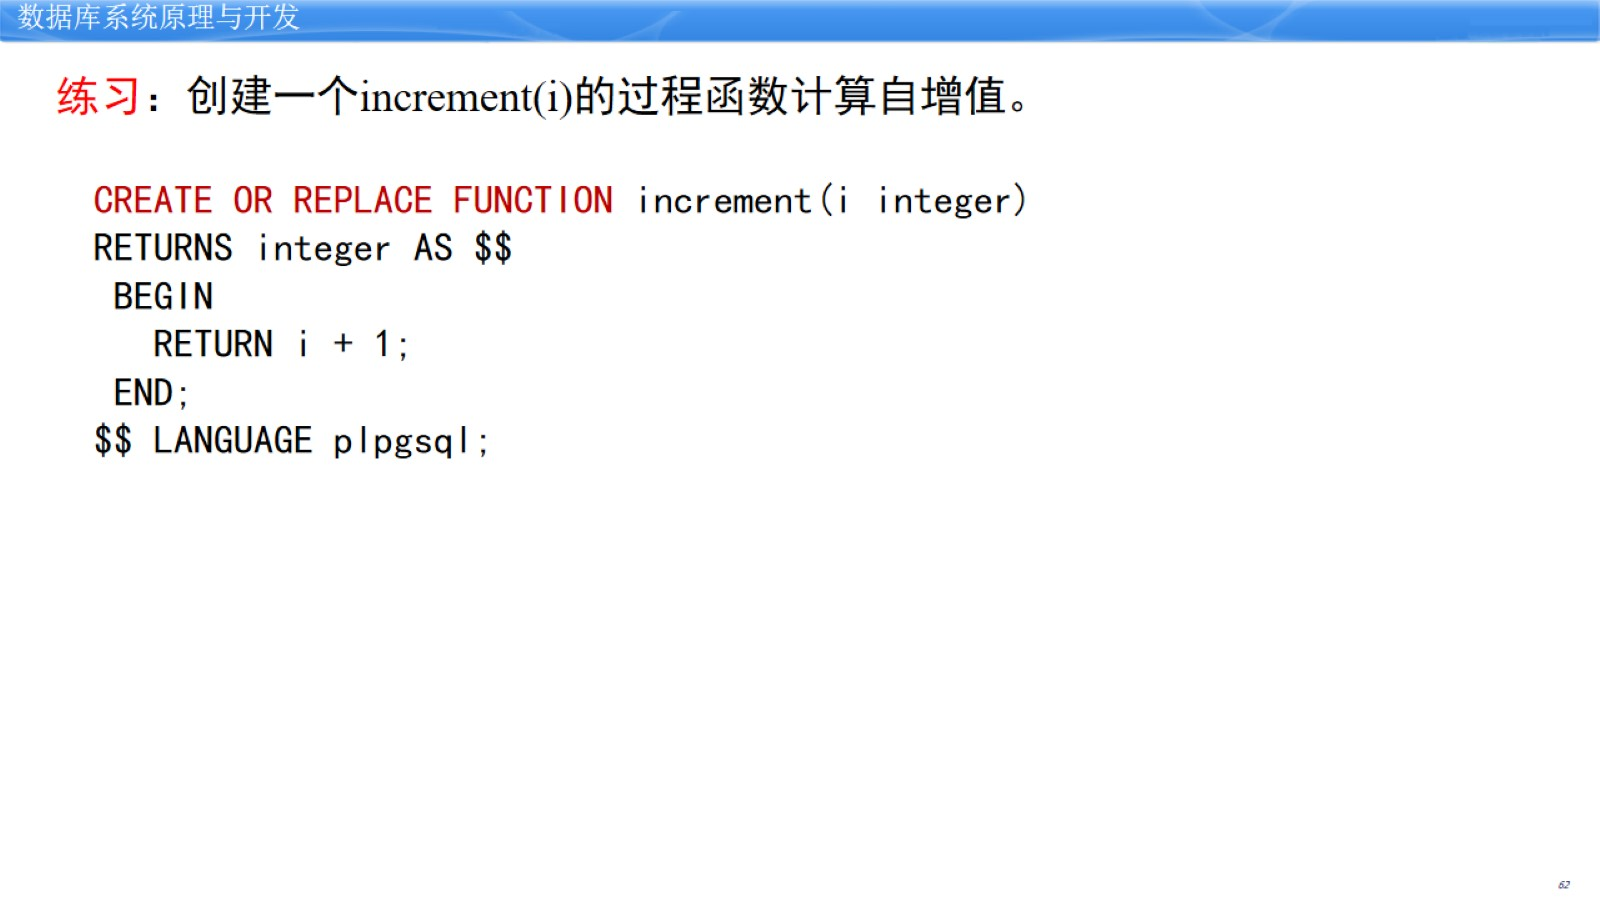 数据库系统原理与开发
练习：创建一个increment(i)的过程函数计算自增值。
CREATE OR REPLACE FUNCTION increment(i integer)
RETURNS integer AS $$
BEGIN
RETURN i + 1;
END;
$$ LANGUAGE plpgsql;
62